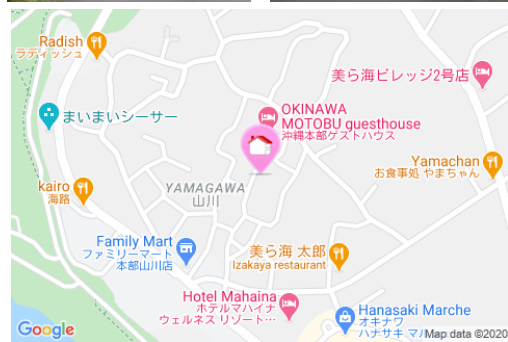 Radish
ラディッシュ
美ら海ビレッジ2号店
まいまいシーサー
OKINAWA
MOTOBU guesthouse
沖縄本部ゲストハウス
Yamachan
お食事処 やまちゃん
kairo
海路
YAMAGAWA
山川
Family Mart
ファミリーマート
本部山川店
美ら海 太郎
Izakaya restaurant
Hotel Mahaina
ホテルマハイナ
ウェルネス リゾート…
Hanasaki Marche
オキナワ
ハナサキ マル
Google
Map data ©2020